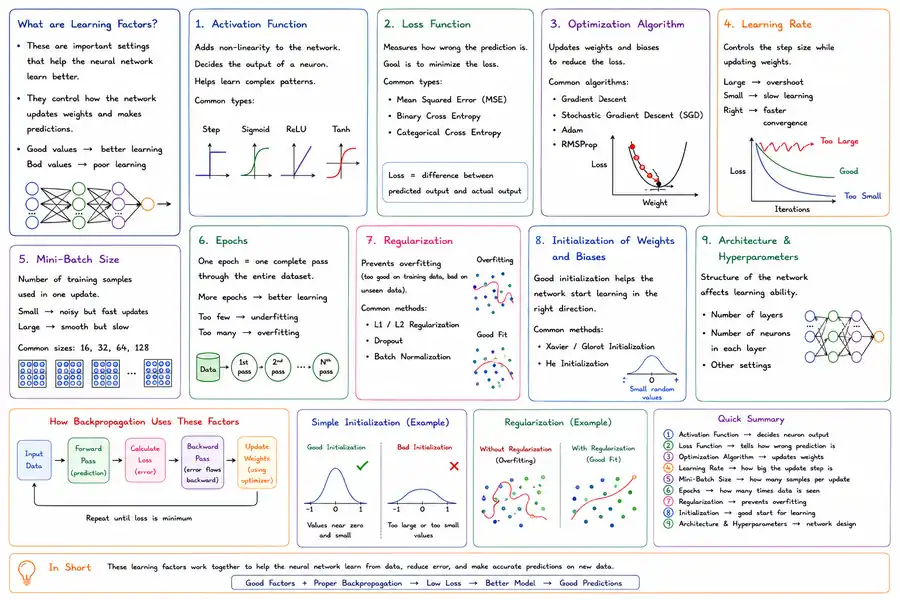 What are Learning Factors?
• These are important settings
that help the neural network
learn better.
• They control how the network
updates weights and makes
predictions.
• Good values → better learning
Bad values → poor learning
1. Activation Function
Adds non-linearity to the network.
Decides the output of a neuron.
Helps learn complex patterns.
Common types:
Step Sigmoid ReLU Tanh
2. Loss Function
Measures how wrong the prediction is.
Goal is to minimize the loss.
Common types:
• Mean Squared Error (MSE)
• Binary Cross Entropy
• Categorical Cross Entropy
Loss = difference between
predicted output and actual output
3. Optimization Algorithm
Updates weights and biases
to reduce the loss.
Common algorithms:
• Gradient Descent
• Stochastic Gradient Descent (SGD)
• Adam
• RMSProp
Loss
Weight
4. Learning Rate
Controls the step size while
updating weights.
Large → overshoot
Small → slow learning
Right → faster
convergence
Too Large
Loss
Good
Too Small
Iterations
5. Mini-Batch Size
Number of training samples
used in one update.
Small → noisy but fast updates
Large → smooth but slow
Common sizes: 16, 32, 64, 128
...
6. Epochs
One epoch = one complete pass
through the entire dataset.
More epochs → better learning
Too few → underfitting
Too many → overfitting
Data
1st
pass
2nd
pass
....
Nth
pass
7. Regularization
Prevents overfitting
(too good on training data, bad on
unseen data).
Common methods:
• L1 / L2 Regularization
• Dropout
• Batch Normalization
Overfitting
Good Fit
8. Initialization of Weights
and Biases
Good initialization helps the
network start learning in the
right direction.
Common methods:
• Xavier / Glorot Initialization
• He Initialization
0 +
Small random
values
9. Architecture &
Hyperparameters
Structure of the network
affects learning ability.
• Number of layers
• Number of neurons
in each layer
• Other settings
How Backpropagation Uses These Factors
Input
Data
Forward
Pass
(prediction)
Calculate
Loss
(error)
Backward
Pass
(error flows
backward)
Update
Weights
(using
optimizer)
Repeat until loss is minimum
Simple Initialization (Example)
Good Initialization
-1 0 1
Values near zero
and small
Bad Initialization
-1 0 1
Too large or too small
values
Regularization (Example)
Without Regularization
(Overfitting)
With Regularization
(Good Fit)
Quick Summary
1 Activation Function → decides neuron output
2 Loss Function → tells how wrong prediction is
3 Optimization Algorithm → updates weights
4 Learning Rate → how big the update step is
5 Mini-Batch Size → how many samples per update
6 Epochs → how many times data is seen
7 Regularization → prevents overfitting
8 Initialization → good start for learning
9 Architecture & Hyperparameters → network design
In Short
These learning factors work together to help the neural network learn from data, reduce error, and make accurate predictions on new data.
Good Factors + Proper Backpropagation → Low Loss → Better Model → Good Predictions